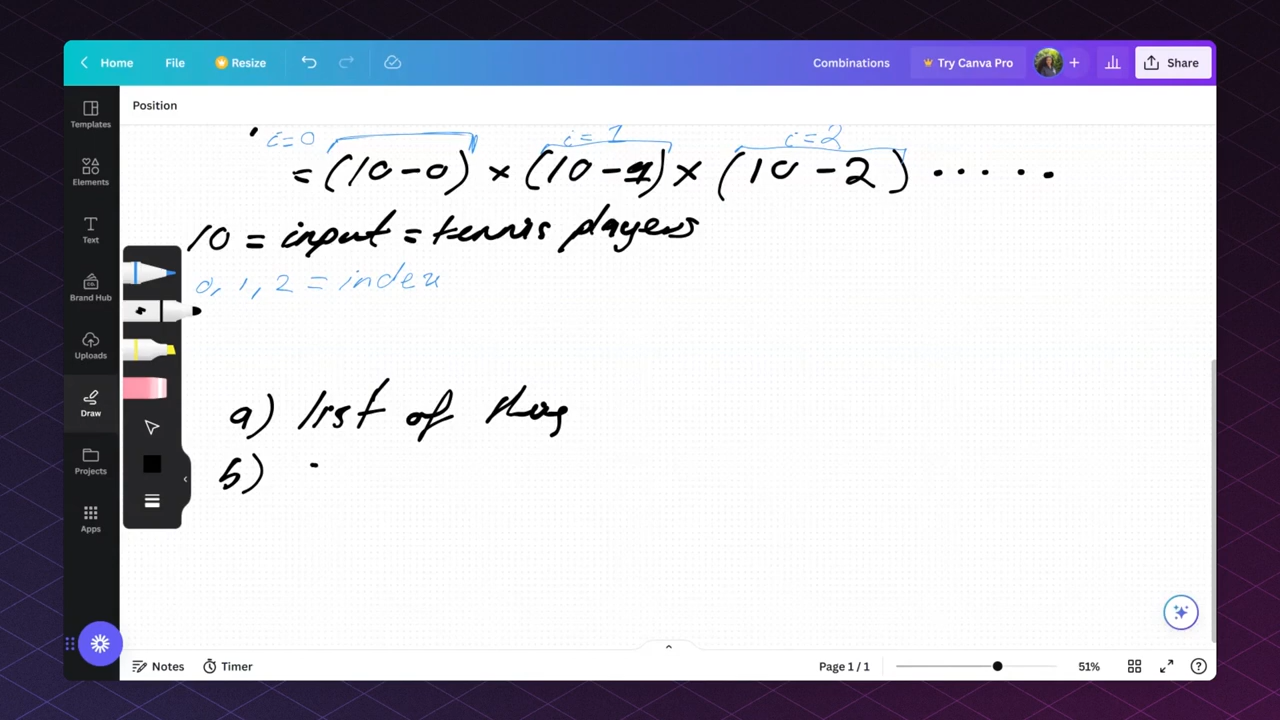 Home File Resize Combinations Try Canva Pro + Share
Templates
Elements
Text
Brand Hub
Uploads
Draw
Projects
Apps
Position
i=0 i=1 i=2
= (10-0) × (10-1) × (10-2) .....
10 = input = tennis players
0, 1, 2 = index
a) list of
b)
Notes Timer Page 1 / 1 51%